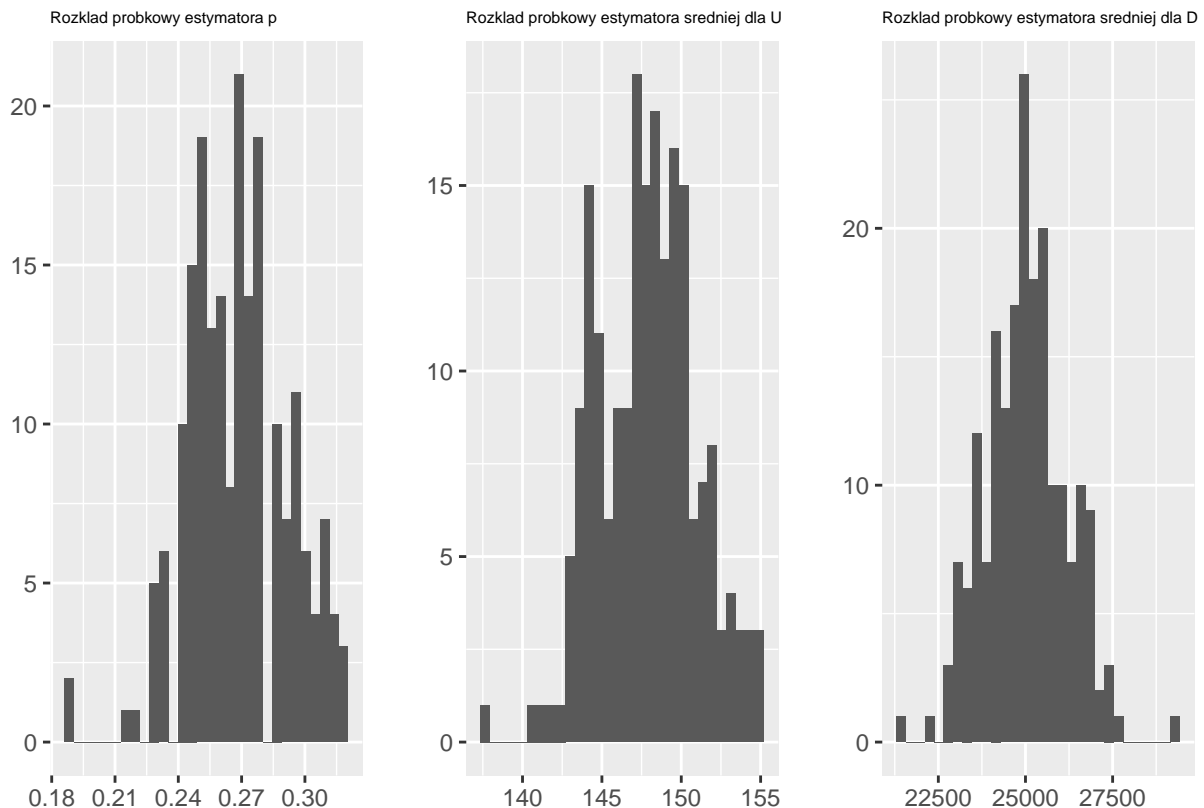 Rozklad probkowy estymatora p
20
15
10
5
0
0.18 0.21 0.24 0.27 0.30
Rozklad probkowy estymatora sredniej dla U
15
10
5
0
140 145 150 155
Rozklad probkowy estymatora sredniej dla D
20
10
0
22500 25000 27500